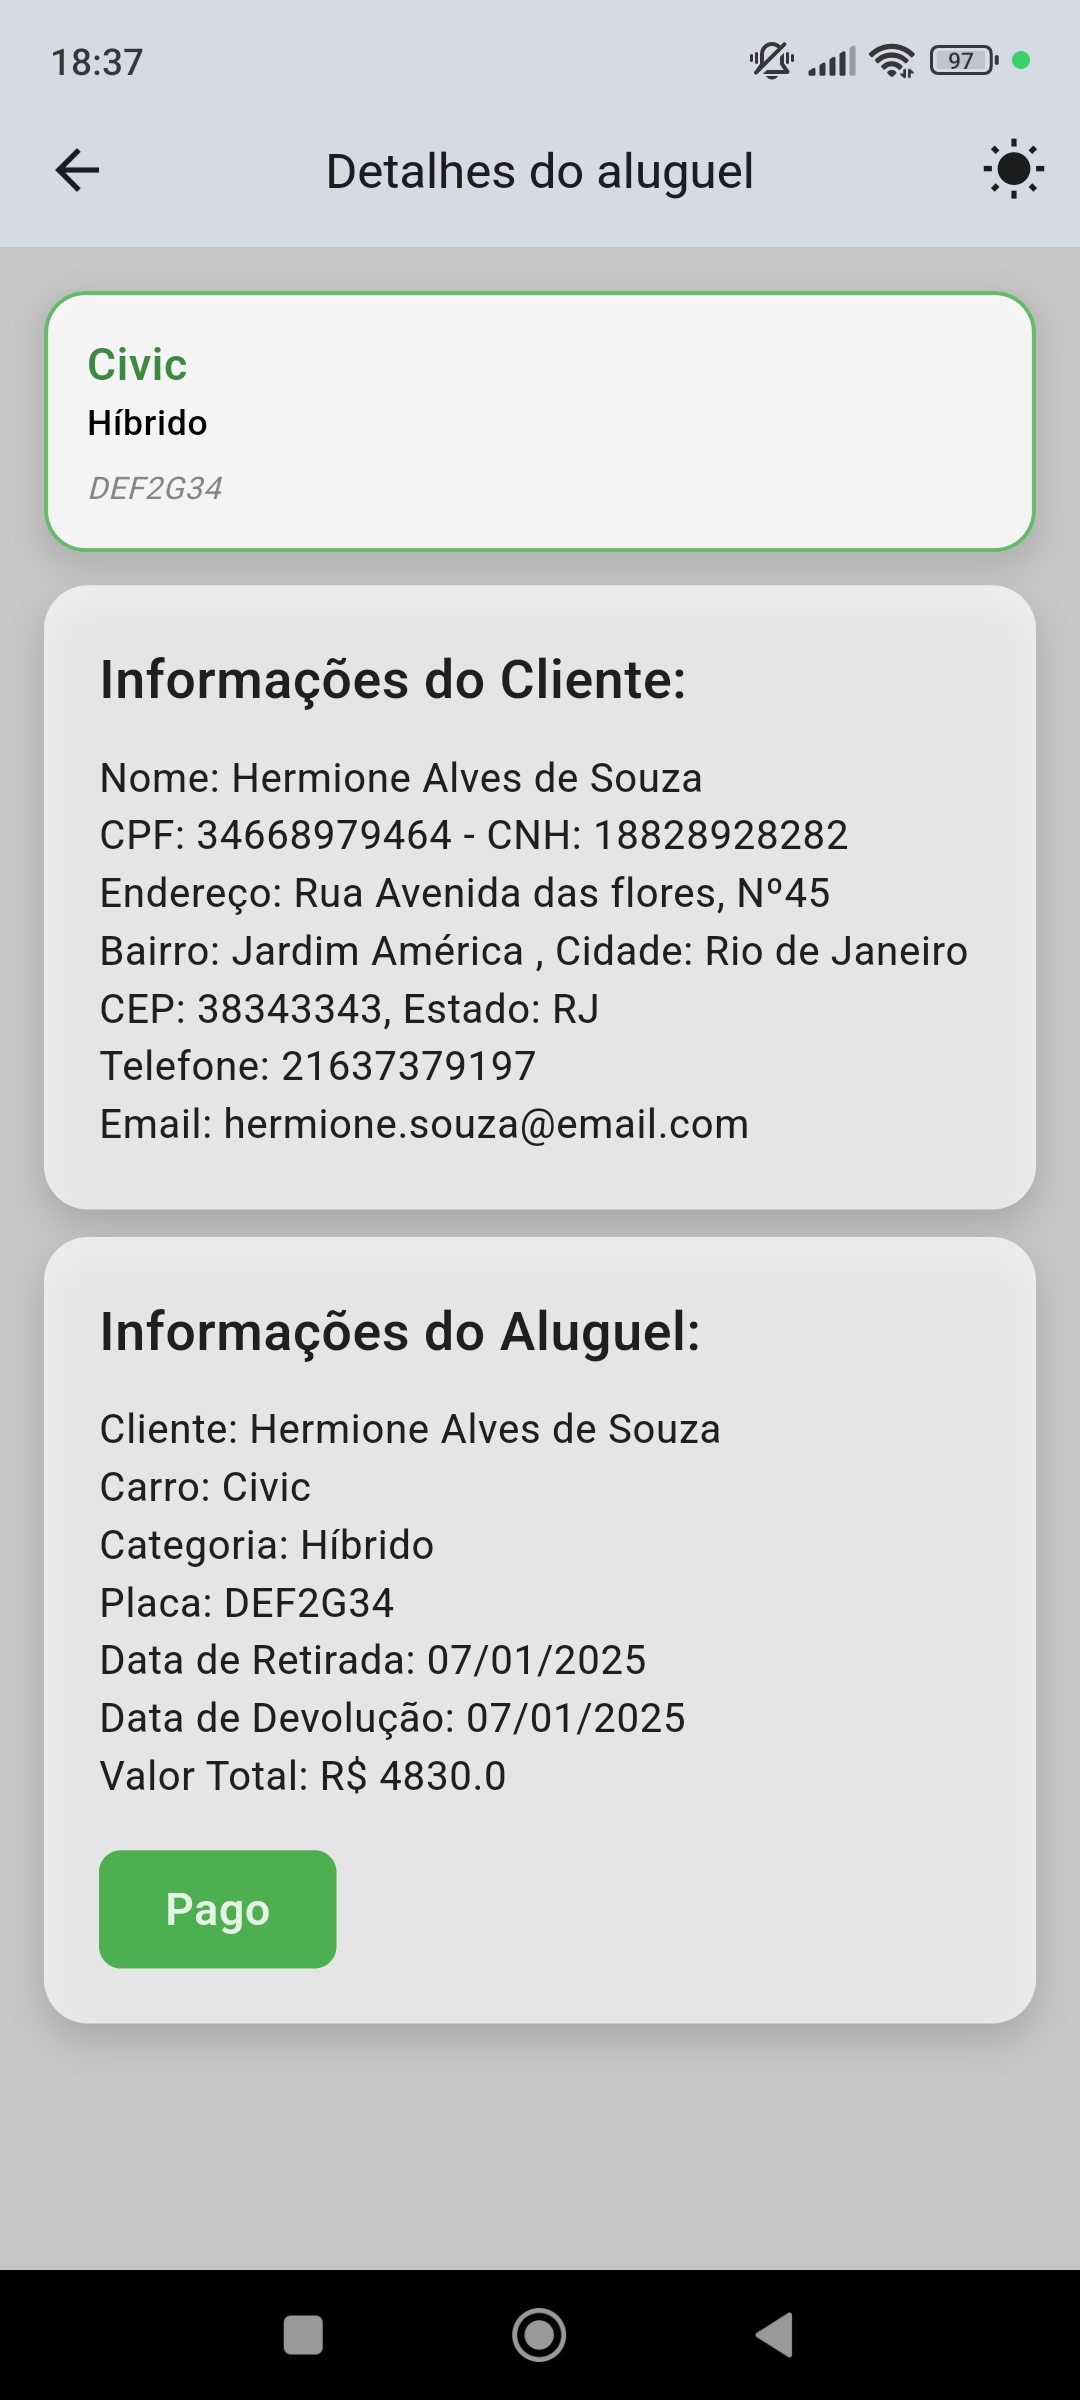 18:37
97
Detalhes do aluguel
Civic
Híbrido
DEF2G34
Informações do Cliente:
Nome: Hermione Alves de Souza
CPF: 34668979464 - CNH: 18828928282
Endereço: Rua Avenida das flores, Nº45
Bairro: Jardim América , Cidade: Rio de Janeiro
CEP: 38343343, Estado: RJ
Telefone: 21637379197
Email: hermione.souza@email.com
Informações do Aluguel:
Cliente: Hermione Alves de Souza
Carro: Civic
Categoria: Híbrido
Placa: DEF2G34
Data de Retirada: 07/01/2025
Data de Devolução: 07/01/2025
Valor Total: R$ 4830.0
Pago